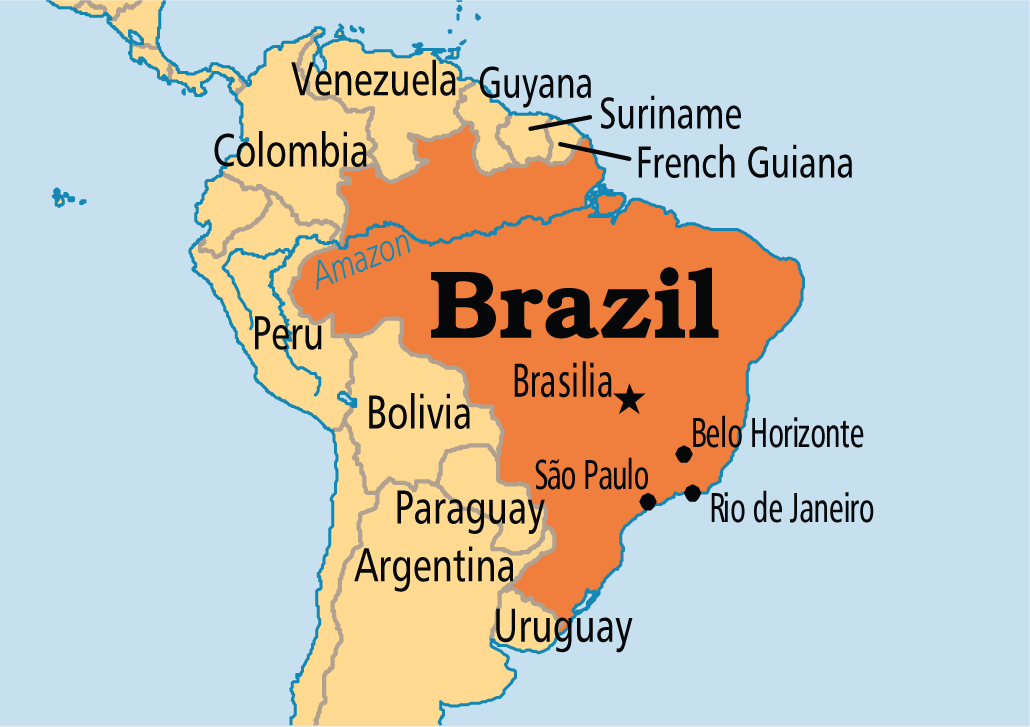 Venezuela
Guyana
Suriname
Colombia
French Guiana
Amazon
Brazil
Peru
Brasilia
Bolivia
Belo Horizonte
São Paulo
Paraguay
Rio de Janeiro
Argentina
Uruguay